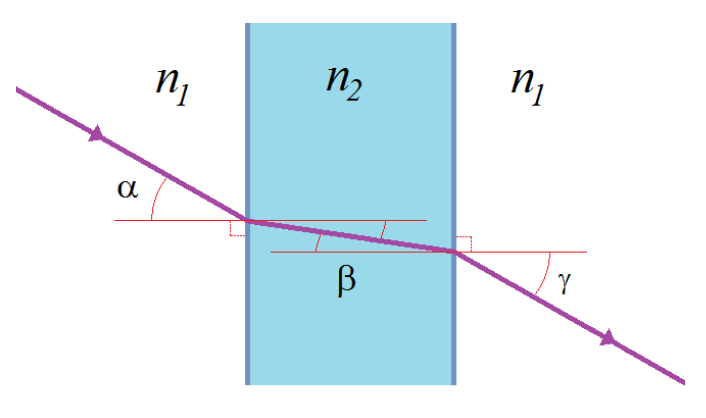 n₁ n₂ n₁
α
β γ